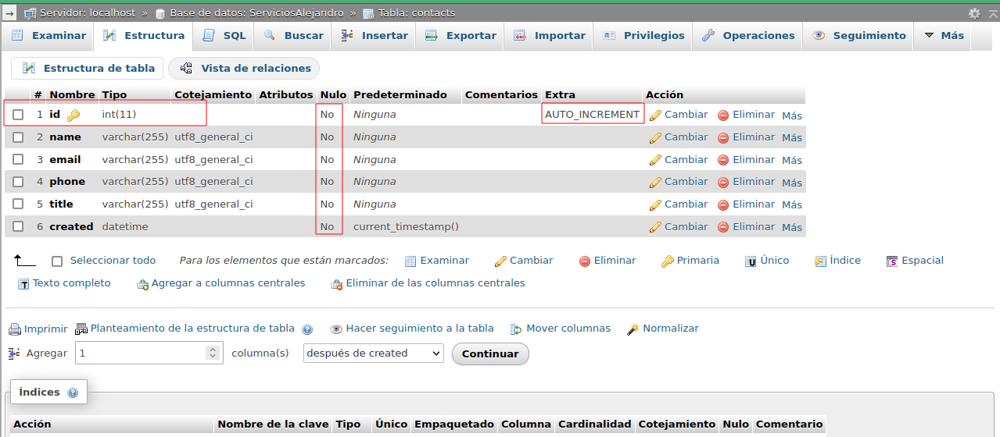 Servidor: localhost » Base de datos: ServiciosAlejandro » Tabla: contacts
Examinar Estructura SQL Buscar Insertar Exportar Importar Privilegios Operaciones Seguimiento Más
Estructura de tabla Vista de relaciones
# Nombre Tipo Cotejamiento Atributos Nulo Predeterminado Comentarios Extra Acción
1 id int(11) No Ninguna AUTO_INCREMENT Cambiar Eliminar Más
2 name varchar(255) utf8_general_ci No Ninguna Cambiar Eliminar Más
3 email varchar(255) utf8_general_ci No Ninguna Cambiar Eliminar Más
4 phone varchar(255) utf8_general_ci No Ninguna Cambiar Eliminar Más
5 title varchar(255) utf8_general_ci No Ninguna Cambiar Eliminar Más
6 created datetime No current_timestamp() Cambiar Eliminar Más
Seleccionar todo Para los elementos que están marcados: Examinar Cambiar Eliminar Primaria Único Índice Espacial
Texto completo Agregar a columnas centrales Eliminar de las columnas centrales
Imprimir Planteamiento de la estructura de tabla Hacer seguimiento a la tabla Mover columnas Normalizar
Agregar 1 columna(s) después de created Continuar
Índices
Acción Nombre de la clave Tipo Único Empaquetado Columna Cardinalidad Cotejamiento Nulo Comentario